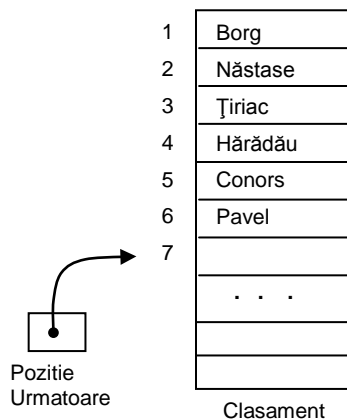 1 Borg
2 Năstase
3 Ţiriac
4 Hărădău
5 Conors
6 Pavel
7
. . .
Pozitie
Urmatoare
Clasament